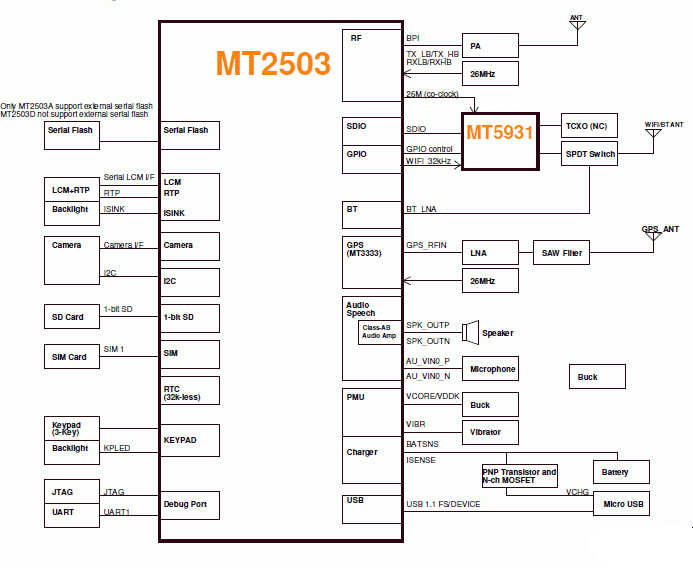 ANT
RF
BPI
PA
MT2503
TX_LB/TX_HB
RXLB/RXHB
26MHz
26M (co-clock)
Only MT2503A support external serial flash
MT2503D not support external serial flash
Serial Flash
Serial Flash
SDIO
SDIO
MT5931
TCXO (NC)
WIFI/BT ANT
GPIO
GPIO control
WIFI_32kHz
SPDT Switch
LCM+RTP
Serial LCM I/F
LCM
RTP
RTP
Backlight
ISINK
ISINK
BT
BT_LNA
GPS_ANT
Camera
Camera I/F
Camera
GPS
(MT3333)
GPS_RFIN
LNA
SAW Filter
I2C
I2C
26MHz
SD Card
1-bit SD
1-bit SD
Audio
Speech
Class-AB
Audio Amp
SPK_OUTP
Speaker
SPK_OUTN
SIM Card
SIM 1
SIM
AU_VIN0_P
Microphone
AU_VIN0_N
Buck
RTC
(32k-less)
PMU
VCORE/VDDK
Buck
Keypad
(3-Key)
KEYPAD
VIBR
Vibrator
Backlight
KPLED
BATSNS
Charger
ISENSE
PNP Transistor and
N-ch MOSFET
Battery
JTAG
JTAG
VCHG
Debug Port
USB
USB 1.1 FS/DEVICE
Micro USB
UART
UART1